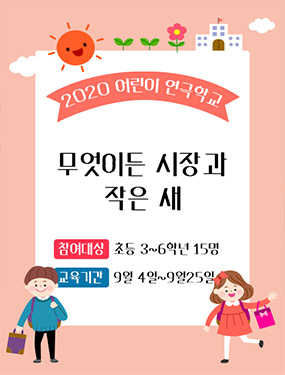 2020 어린이 연극학교
무엇이든 시장과
작은 새
참여대상 초등 3~6학년 15명
교육기간 9월 4일~9월25일